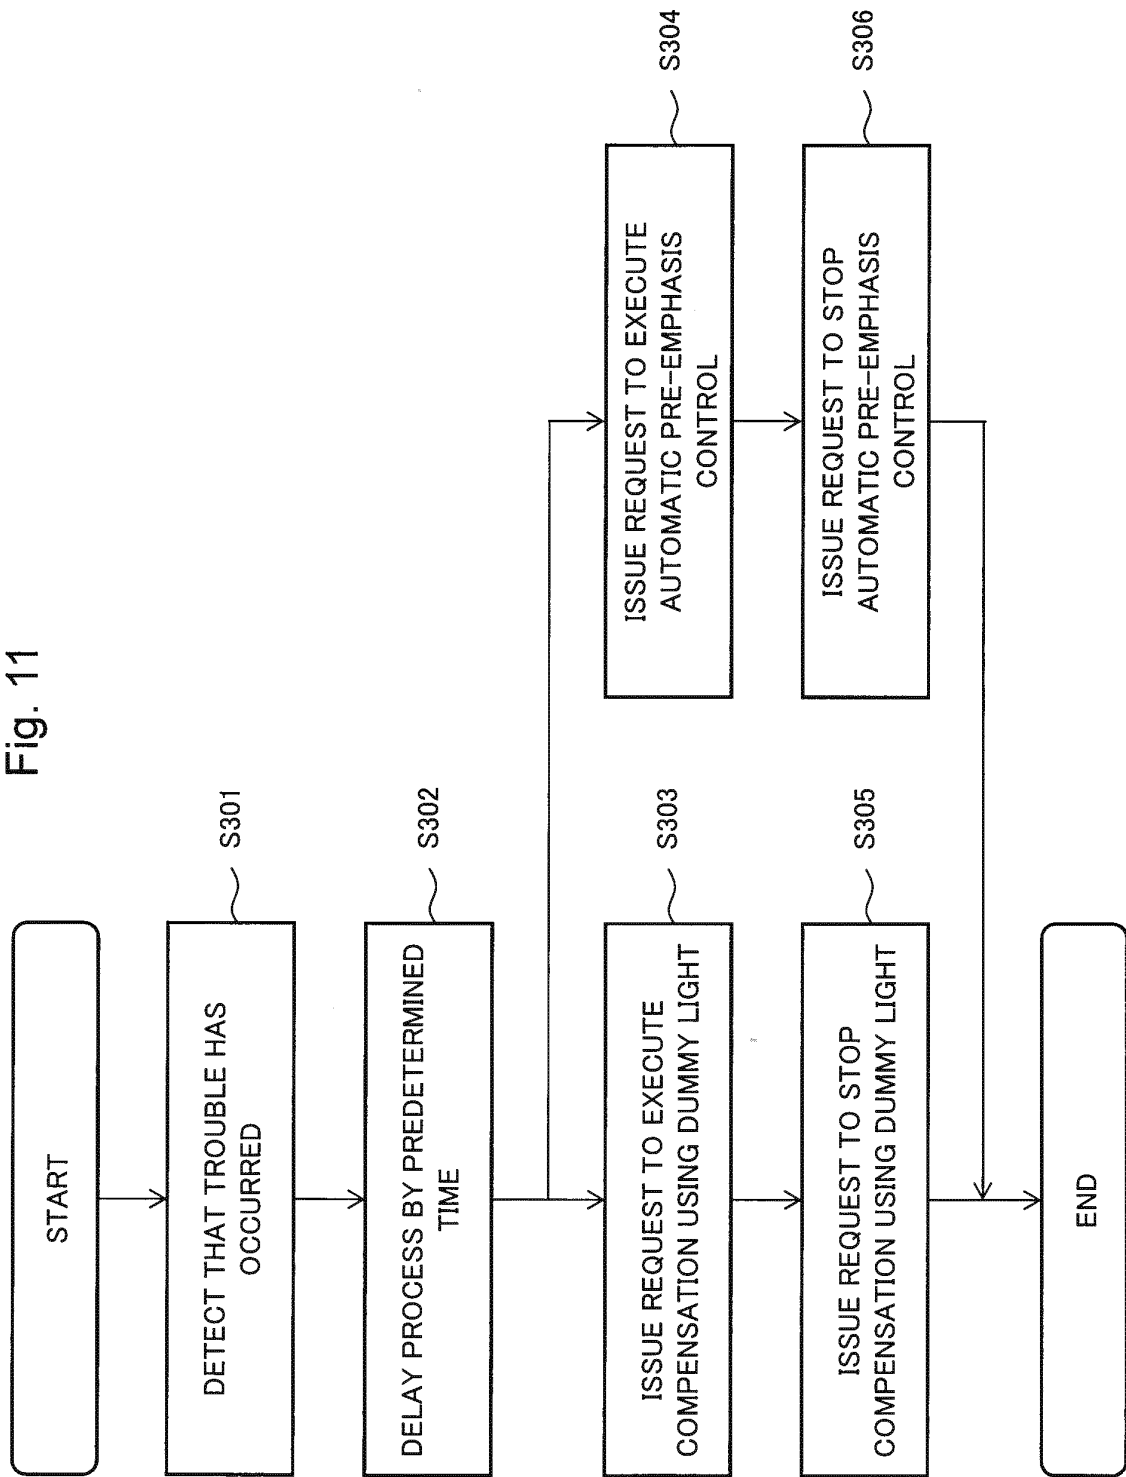 Fig. 11
START
DETECT THAT TROUBLE HAS
OCCURRED
S301
DELAY PROCESS BY PREDETERMINED
TIME
S302
ISSUE REQUEST TO EXECUTE
COMPENSATION USING DUMMY LIGHT
S303
ISSUE REQUEST TO EXECUTE
AUTOMATIC PRE-EMPHASIS
CONTROL
S304
ISSUE REQUEST TO STOP
COMPENSATION USING DUMMY LIGHT
S305
ISSUE REQUEST TO STOP
AUTOMATIC PRE-EMPHASIS
CONTROL
S306
END